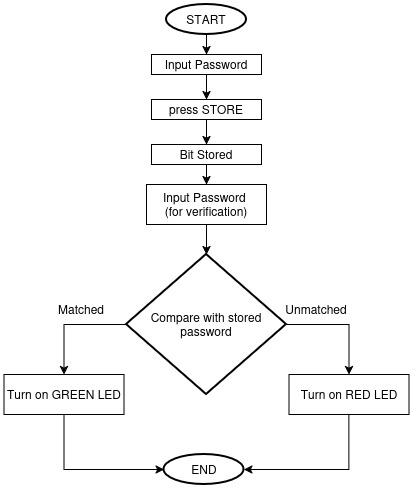 START
Input Password
press STORE
Bit Stored
Input Password
(for verification)
Matched
Unmatched
Compare with stored
password
Turn on GREEN LED
Turn on RED LED
END